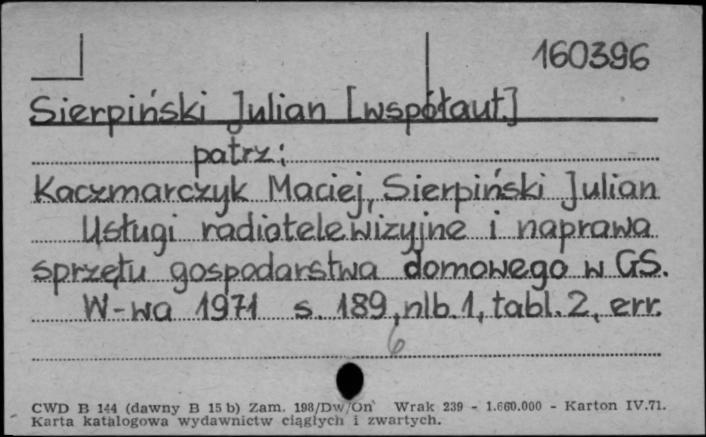 160396
Sierpiński Julian [współaut.]
patrz:
Kaczmarczyk Maciej, Sierpiński Julian
Usługi radiotelewizyjne i naprawa
sprzętu gospodarstwa domowego w GS.
W-wa 1971 s. 189, nlb. 1, tabl. 2, err.
6
CWD B 144 (dawny B 15 b) Zam. 198/Dw/On Wrak 239 - 1.660.000 - Karton IV.71.
Karta katalogowa wydawnictw ciągłych i zwartych.